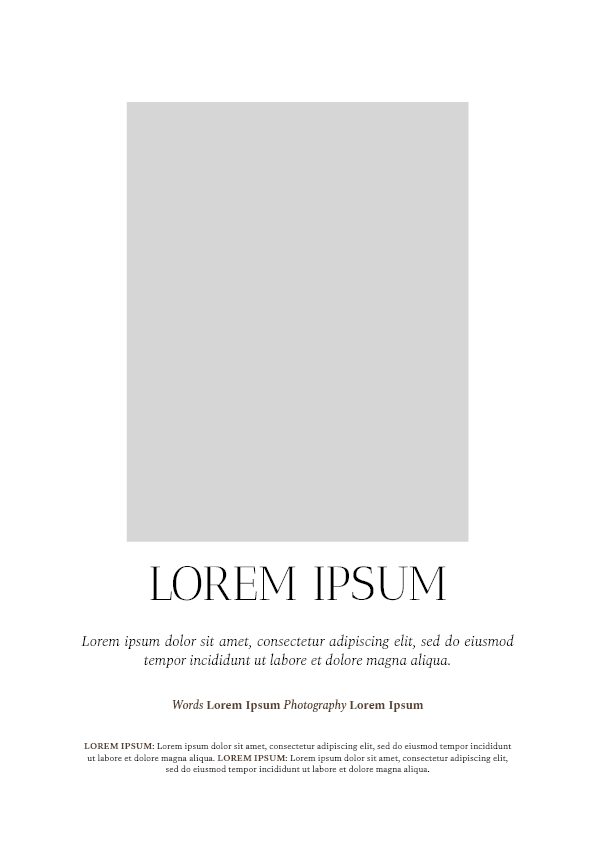 LOREM IPSUM
Lorem ipsum dolor sit amet, consectetur adipiscing elit, sed do eiusmod
tempor incididunt ut labore et dolore magna aliqua.
Words Lorem Ipsum Photography Lorem Ipsum
LOREM IPSUM: Lorem ipsum dolor sit amet, consectetur adipiscing elit, sed do eiusmod tempor incididunt
ut labore et dolore magna aliqua. LOREM IPSUM: Lorem ipsum dolor sit amet, consectetur adipiscing elit,
sed do eiusmod tempor incididunt ut labore et dolore magna aliqua.